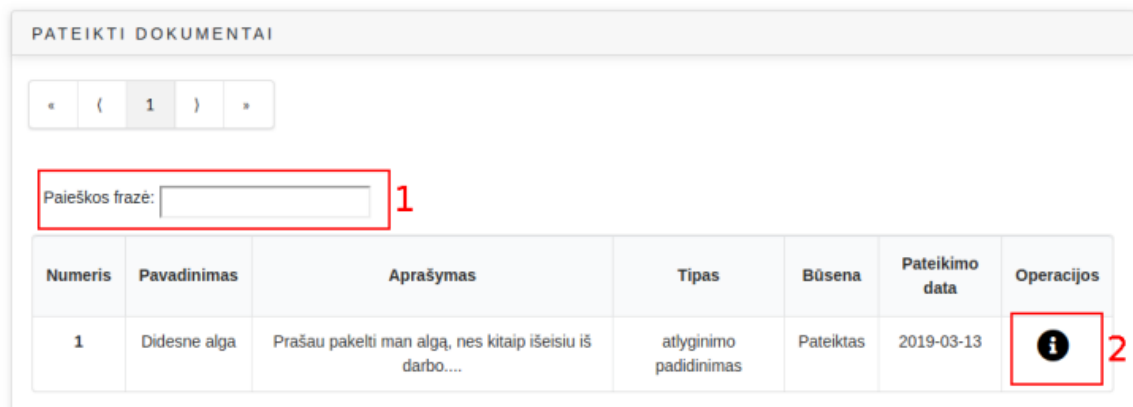 PATEIKTI DOKUMENTAI
« ⟨ 1 ⟩ »
Paieškos frazė: 1
Numeris Pavadinimas Aprašymas Tipas Būsena Pateikimo data Operacijos
1 Didesne alga Prašau pakelti man algą, nes kitaip išeisiu iš darbo.... atlyginimo padidinimas Pateiktas 2019-03-13 2